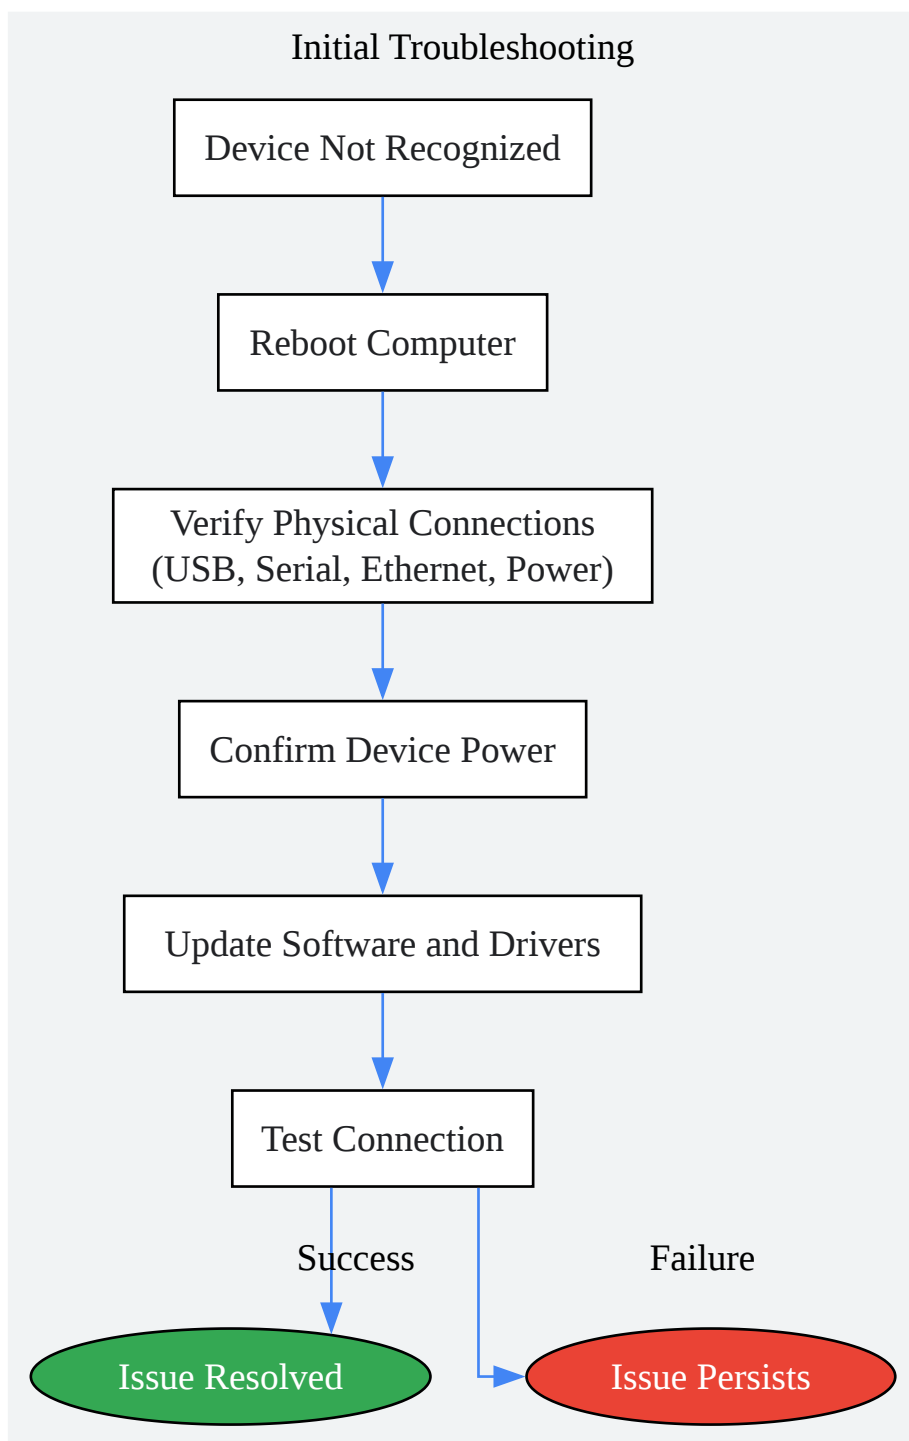 Initial Troubleshooting
Device Not Recognized
Reboot Computer
Verify Physical Connections
(USB, Serial, Ethernet, Power)
Confirm Device Power
Update Software and Drivers
Test Connection
Success
Failure
Issue Resolved
Issue Persists